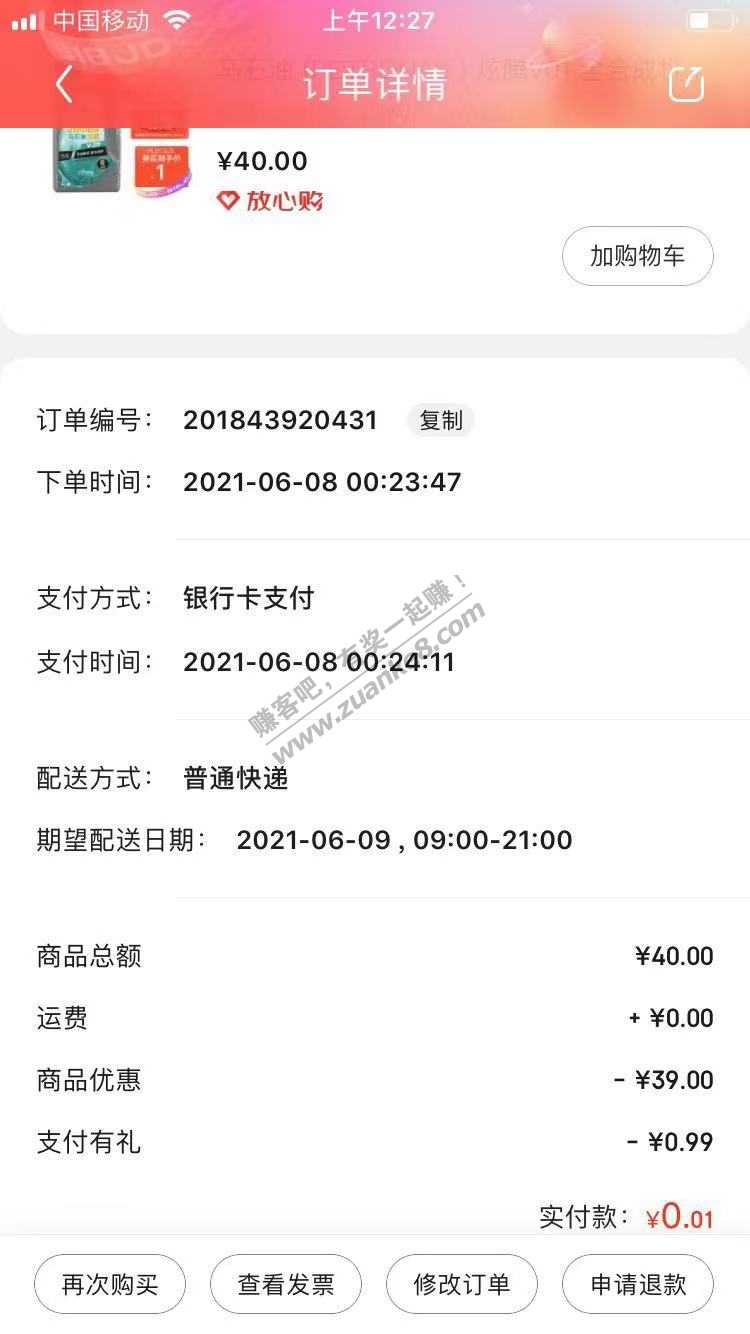 中国移动
上午12:27
订单详情
1
¥40.00
放心购
加购物车
订单编号： 201843920431 复制
下单时间： 2021-06-08 00:23:47
支付方式： 银行卡支付
支付时间： 2021-06-08 00:24:11
赚客吧，有奖一起赚！
www.zuanke8.com
配送方式： 普通快递
期望配送日期： 2021-06-09 , 09:00-21:00
商品总额 ¥40.00
运费 + ¥0.00
商品优惠 - ¥39.00
支付有礼 - ¥0.99
实付款： ¥0.01
再次购买 查看发票 修改订单 申请退款